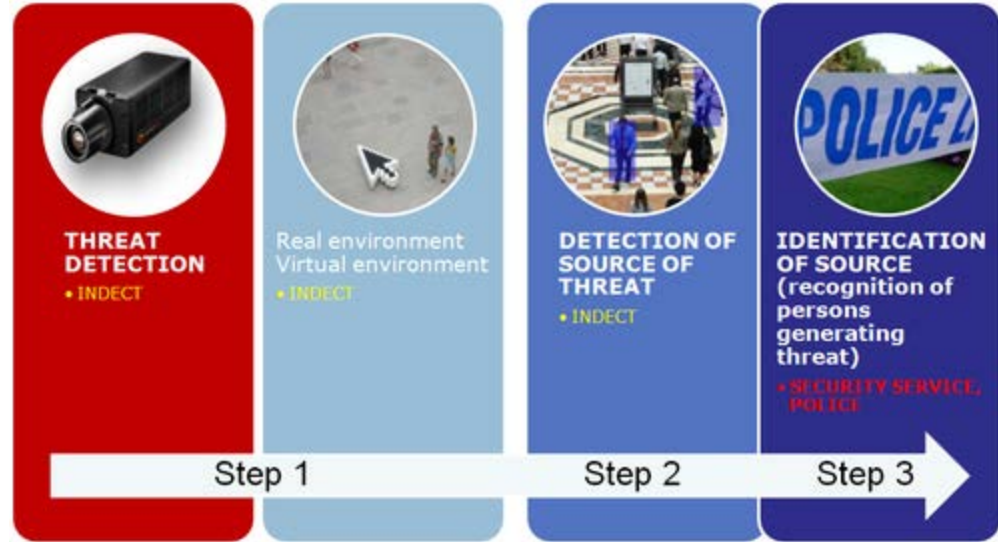 THREAT
DETECTION
• INDECT
Real environment
Virtual environment
• INDECT
DETECTION OF
SOURCE OF
THREAT
• INDECT
POLICE L
IDENTIFICATION
OF SOURCE
(recognition of
persons
generating
threat)
• SECURITY SERVICE,
POLICE
Step 1
Step 2
Step 3